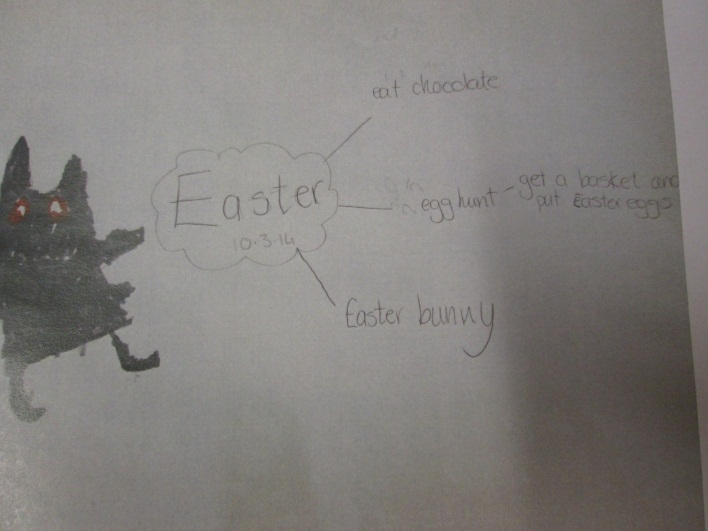 eat chocolate
Easter
10.3.14
egg hunt - get a basket and
put Easter eggs
Easter bunny